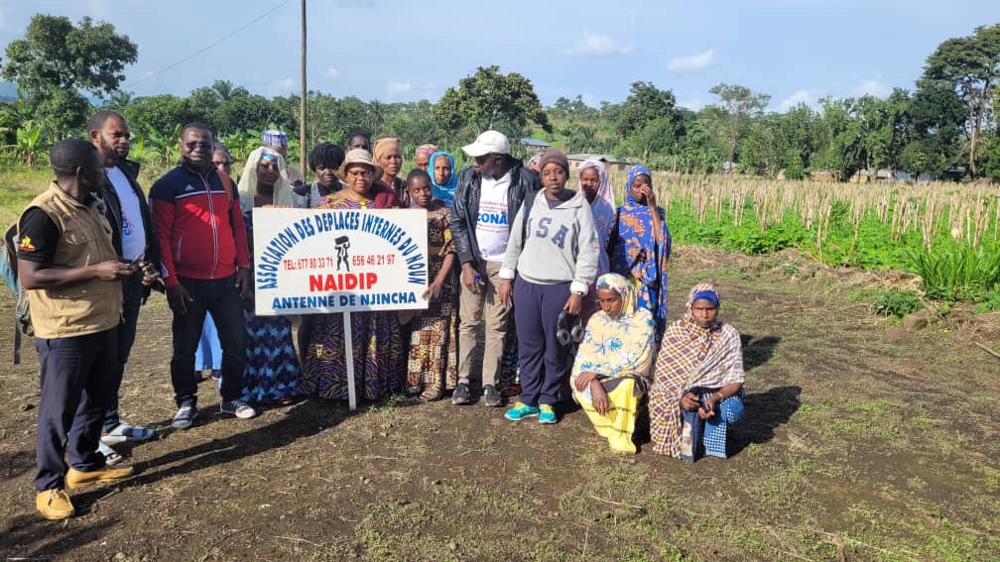 ASSOCIATION DES DEPLACES INTERNES DU NOUN
TEL: 677 80 33 71
656 46 21 97
NAIDIP
ANTENNE DE NJINCHA
CONA
USA